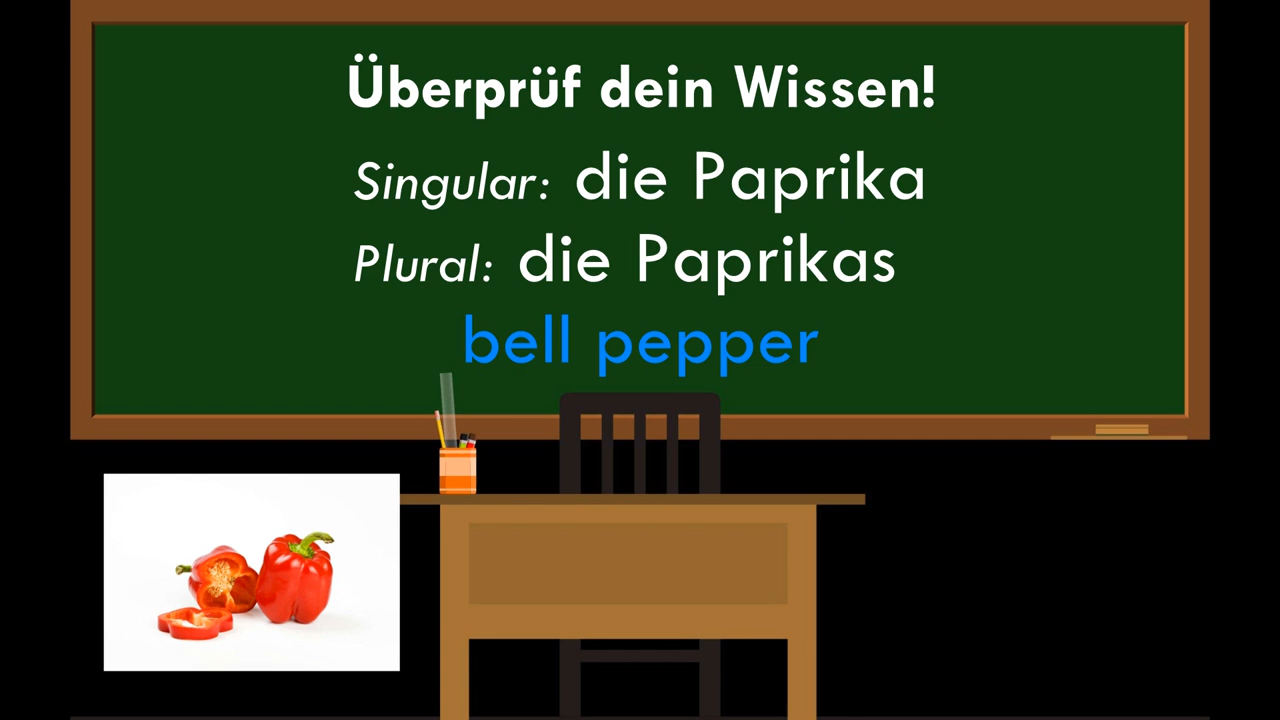 Überprüf dein Wissen!
Singular: die Paprika
Plural: die Paprikas
bell pepper